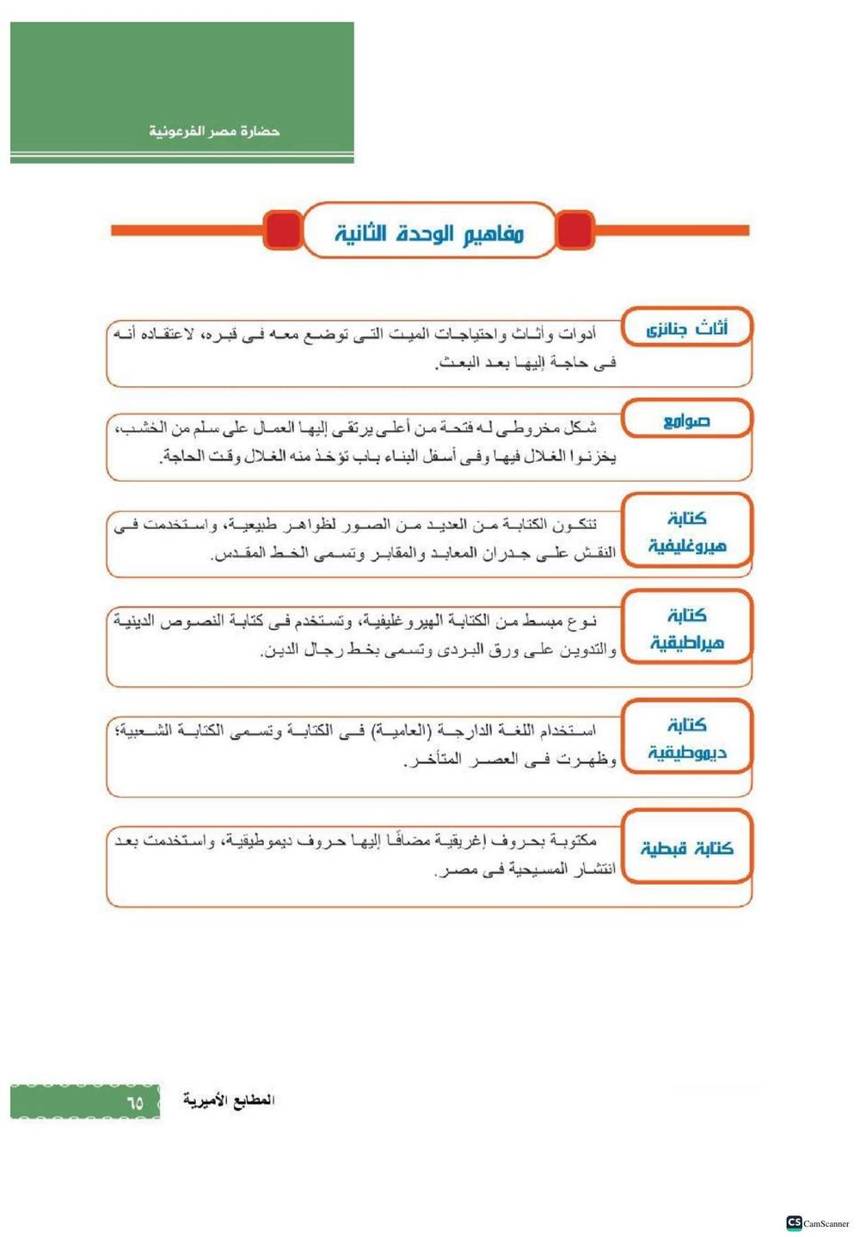 حضارة مصر الفرعونية
مفاهيم الوحدة الثانية
أثاث جنائزى
أدوات وأثاث واحتياجات الميت التى توضع معه فى قبره، لاعتقاده أنه
فى حاجة إليها بعد البعث.
صوامع
شكل مخروطى له فتحة من أعلى يرتقى إليها العمال على سلم من الخشب،
يخزنوا الغلال فيها وفى أسفل البناء باب تؤخذ منه الغلال وقت الحاجة.
كتابة
هيروغليفية
تتكون الكتابة من العديد من الصور لظواهر طبيعية، واستخدمت فى
النقش على جدران المعابد والمقابر وتسمى الخط المقدس.
كتابة
هيراطيقية
نوع مبسط من الكتابة الهيروغليفية، وتستخدم فى كتابة النصوص الدينية
والتدوين على ورق البردى وتسمى بخط رجال الدين.
كتابة
ديموطيقية
استخدام اللغة الدارجة (العامية) فى الكتابة وتسمى الكتابة الشعبية؛
وظهرت فى العصر المتأخر.
كتابة قبطية
مكتوبة بحروف إغريقية مضافًا إليها حروف ديموطيقية، واستخدمت بعد
انتشار المسيحية فى مصر.
المطابع الأميرية
٦٥
CS CamScanner